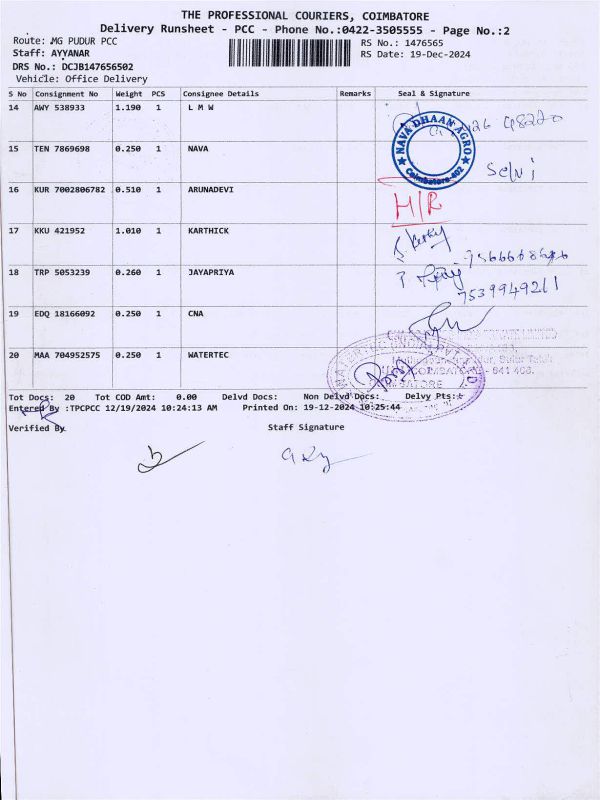 THE PROFESSIONAL COURIERS, COIMBATORE
Delivery Runsheet - PCC - Phone No.:0422-3505555 - Page No.:2
Route: MG PUDUR PCC
RS No.: 1476565
Staff: AYYANAR
RS Date: 19-Dec-2024
DRS No.: DCJB147656502
Vehicle: Office Delivery
S No Consignment No Weight PCS Consignee Details Remarks Seal & Signature
14 AWY 538933 1.190 1 L M W
48220
NAVA DHAAN AGRO
Coimbatore-402
15 TEN 7869698 0.250 1 NAVA
Selvi
16 KUR 7002806782 0.510 1 ARUNADEVI
H/R
17 KKU 421952 1.010 1 KARTHICK
18 TRP 5053239 0.260 1 JAYAPRIYA
7539949211
19 EDQ 18166092 0.250 1 CNA
20 MAA 704952575 0.250 1 WATERTEC
COIMBATORE - 641 406.
Tot Docs: 20 Tot COD Amt: 0.00 Delvd Docs: Non Delvd Docs: Delvy Pts:
Entered By :TPCPCC 12/19/2024 10:24:13 AM Printed On: 19-12-2024 10:25:44
Verified By Staff Signature